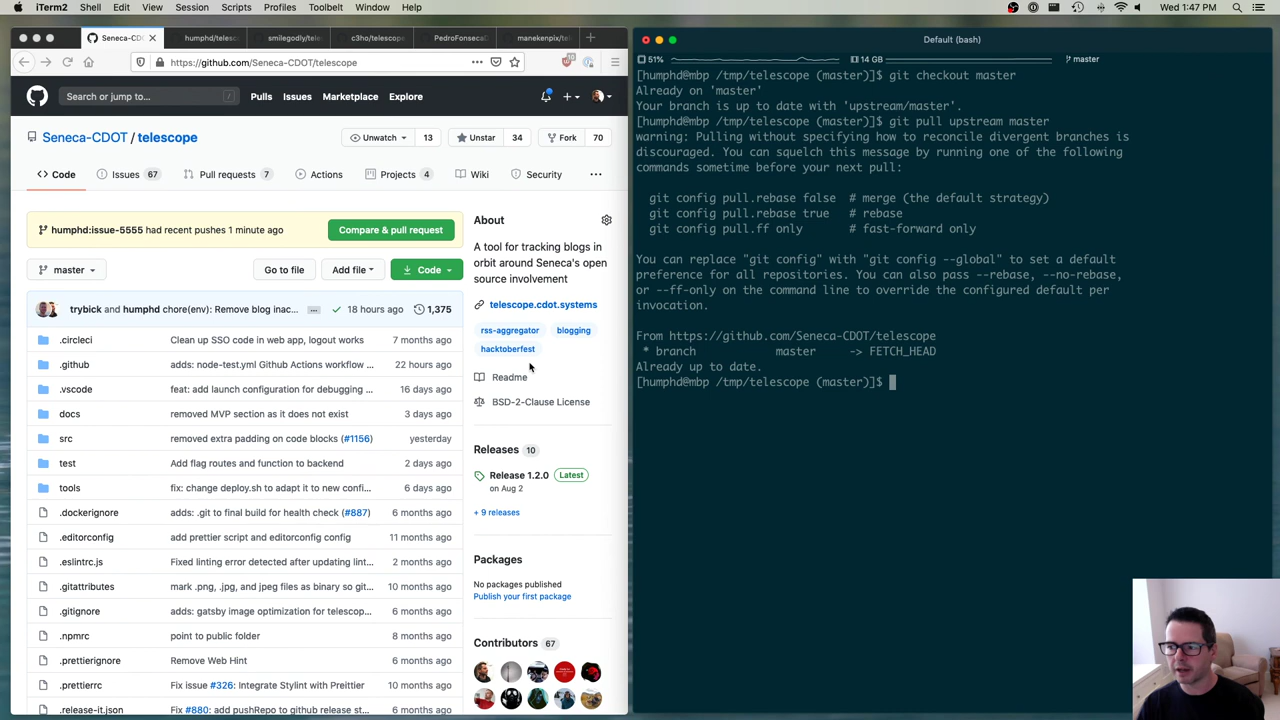 iTerm2 Shell Edit View Session Scripts Profiles Toolbelt Window Help
Wed 1:47 PM
Seneca-CD
humphd/telesc
smilegodly/tele
c3ho/telescope
PedroFonsecaD
manekenpix/tel
https://github.com/Seneca-CDOT/telescope
Search or jump to...
/
Pulls Issues Marketplace Explore
Seneca-CDOT / telescope
Unwatch 13
Unstar 34
Fork 70
Code
Issues 67
Pull requests 7
Actions
Projects 4
Wiki
Security
humphd:issue-5555 had recent pushes 1 minute ago
Compare & pull request
master
Go to file
Add file
Code
trybick and humphd chore(env): Remove blog inac... 18 hours ago 1,375
.circleci Clean up SSO code in web app, logout works 7 months ago
.github adds: node-test.yml Github Actions workflow ... 22 hours ago
.vscode feat: add launch configuration for debugging ... 16 days ago
docs removed MVP section as it does not exist 3 days ago
src removed extra padding on code blocks (#1156) yesterday
test Add flag routes and function to backend 2 days ago
tools fix: change deploy.sh to adapt it to new confi... 6 days ago
.dockerignore adds: .git to final build for health check (#887) 6 months ago
.editorconfig add prettier script and editorconfig config 11 months ago
.eslintrc.js Fixed linting error detected after updating lint... 2 months ago
.gitattributes mark .png, .jpg, and jpeg files as binary so git... 10 months ago
.gitignore adds: gatsby image optimization for telescop... 6 months ago
.npmrc point to public folder 8 months ago
.prettierignore Remove Web Hint 6 months ago
.prettierrc Fix issue #326: Integrate Stylint with Preittier 10 months ago
.release-it.json Fix #880: add pushRepo to github release st... 6 months ago
About
A tool for tracking blogs in
orbit around Seneca's open
source involvement
telescope.cdot.systems
rss-aggregator blogging
hacktoberfest
Readme
BSD-2-Clause License
Releases 10
Release 1.2.0 Latest
on Aug 2
+ 9 releases
Packages
No packages published
Publish your first package
Contributors 67
Default (bash)
51% 14 GB master
[humphd@mbp /tmp/telescope (master)]$ git checkout master
Already on 'master'
Your branch is up to date with 'upstream/master'.
[humphd@mbp /tmp/telescope (master)]$ git pull upstream master
warning: Pulling without specifying how to reconcile divergent branches is
discouraged. You can squelch this message by running one of the following
commands sometime before your next pull:
git config pull.rebase false # merge (the default strategy)
git config pull.rebase true # rebase
git config pull.ff only # fast-forward only
You can replace "git config" with "git config --global" to set a default
preference for all repositories. You can also pass --rebase, --no-rebase,
or --ff-only on the command line to override the configured default per
invocation.
From https://github.com/Seneca-CDOT/telescope
* branch master -> FETCH_HEAD
Already up to date.
[humphd@mbp /tmp/telescope (master)]$